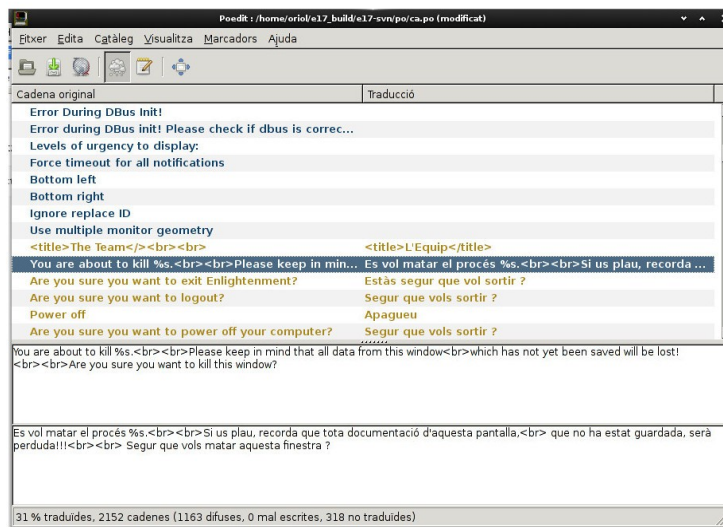 Poedit : /home/oriol/e17_build/e17-svn/po/ca.po (modificat)
Fitxer Edita Catàleg Visualitza Marcadors Ajuda
Cadena original Traducció
Error During DBus Init!
Error during DBus init! Please check if dbus is correc...
Levels of urgency to display:
Force timeout for all notifications
Bottom left
Bottom right
Ignore replace ID
Use multiple monitor geometry
<title>The Team</><br><br> <title>L'Equip</title>
You are about to kill %s.<br><br>Please keep in min... Es vol matar el procés %s.<br><br>Si us plau, recorda ...
Are you sure you want to exit Enlightenment? Estàs segur que vol sortir ?
Are you sure you want to logout? Segur que vols sortir ?
Power off Apagueu
Are you sure you want to power off your computer? Segur que vols sortir ?
You are about to kill %s.<br><br>Please keep in mind that all data from this window<br>which has not yet been saved will be lost!
<br><br>Are you sure you want to kill this window?
Es vol matar el procés %s.<br><br>Si us plau, recorda que tota documentació d'aquesta pantalla,<br> que no ha estat guardada, serà
perduda!!!<br><br> Segur que vols matar aquesta finestra ?
31 % traduïdes, 2152 cadenes (1163 difuses, 0 mal escrites, 318 no traduïdes)